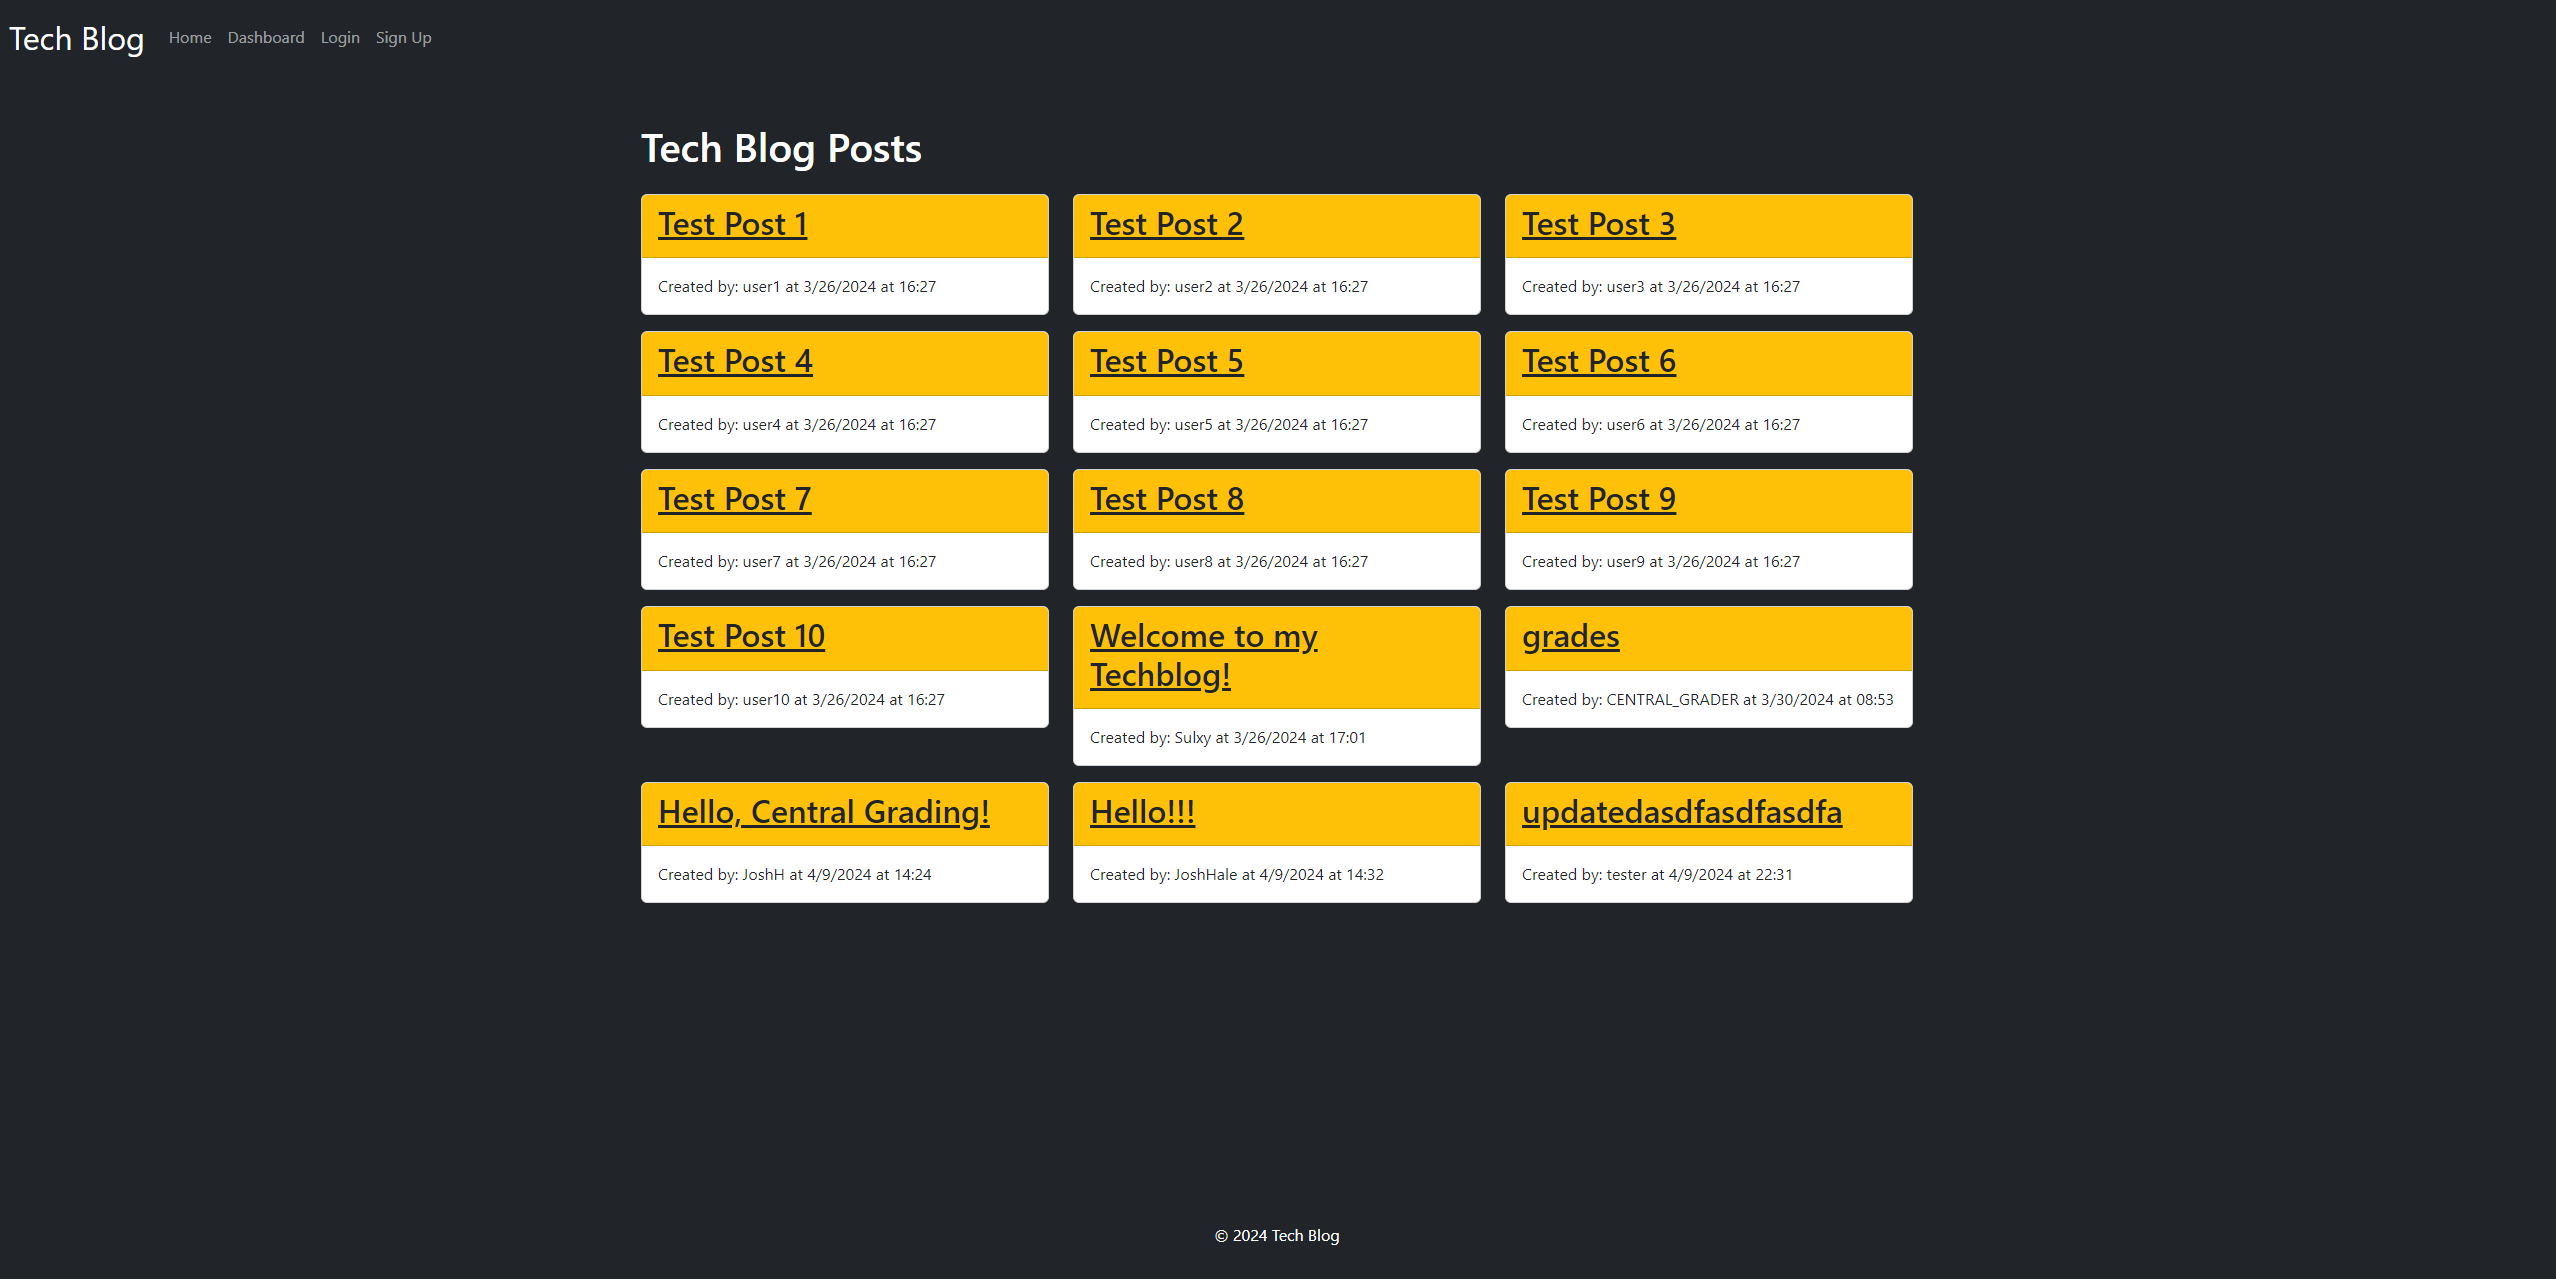 Tech Blog Home Dashboard Login Sign Up
Tech Blog Posts
Test Post 1
Created by: user1 at 3/26/2024 at 16:27
Test Post 2
Created by: user2 at 3/26/2024 at 16:27
Test Post 3
Created by: user3 at 3/26/2024 at 16:27
Test Post 4
Created by: user4 at 3/26/2024 at 16:27
Test Post 5
Created by: user5 at 3/26/2024 at 16:27
Test Post 6
Created by: user6 at 3/26/2024 at 16:27
Test Post 7
Created by: user7 at 3/26/2024 at 16:27
Test Post 8
Created by: user8 at 3/26/2024 at 16:27
Test Post 9
Created by: user9 at 3/26/2024 at 16:27
Test Post 10
Created by: user10 at 3/26/2024 at 16:27
Welcome to my
Techblog!
Created by: Sulxy at 3/26/2024 at 17:01
grades
Created by: CENTRAL_GRADER at 3/30/2024 at 08:53
Hello, Central Grading!
Created by: JoshH at 4/9/2024 at 14:24
Hello!!!
Created by: JoshHale at 4/9/2024 at 14:32
updatedasdfasdfasdfa
Created by: tester at 4/9/2024 at 22:31
© 2024 Tech Blog